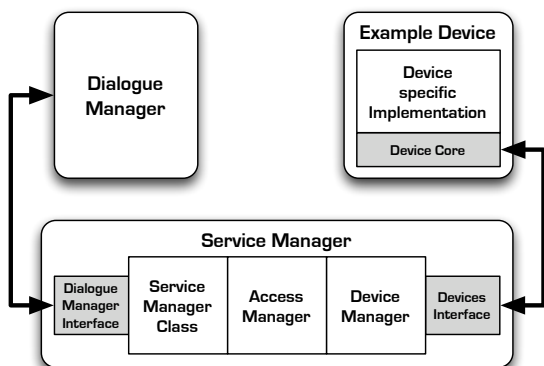 Dialogue
Manager
Example Device
Device
specific
Implementation
Device Core
Service Manager
Dialogue
Manager
Interface
Service
Manager
Class
Access
Manager
Device
Manager
Devices
Interface